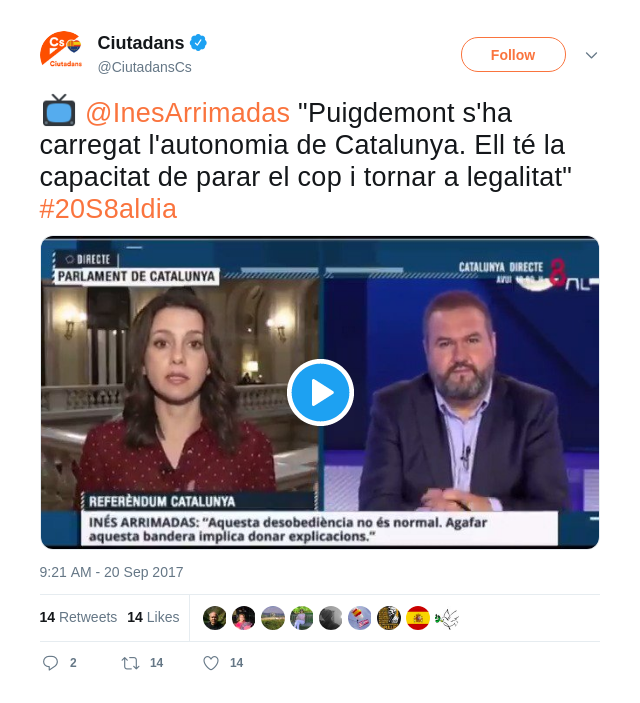 Cs
Ciutadans
Ciutadans
@CiutadansCs
Follow
@InesArrimadas "Puigdemont s'ha
carregat l'autonomia de Catalunya. Ell té la
capacitat de parar el cop i tornar a legalitat"
#20S8aldia
DIRECTE
PARLAMENT DE CATALUNYA
CATALUNYA DIRECTE
AVUI
8
REFERÈNDUM CATALUNYA
INÉS ARRIMADAS: "Aquesta desobediència no és normal. Agafar
aquesta bandera implica donar explicacions."
9:21 AM - 20 Sep 2017
14 Retweets 14 Likes
2 14 14